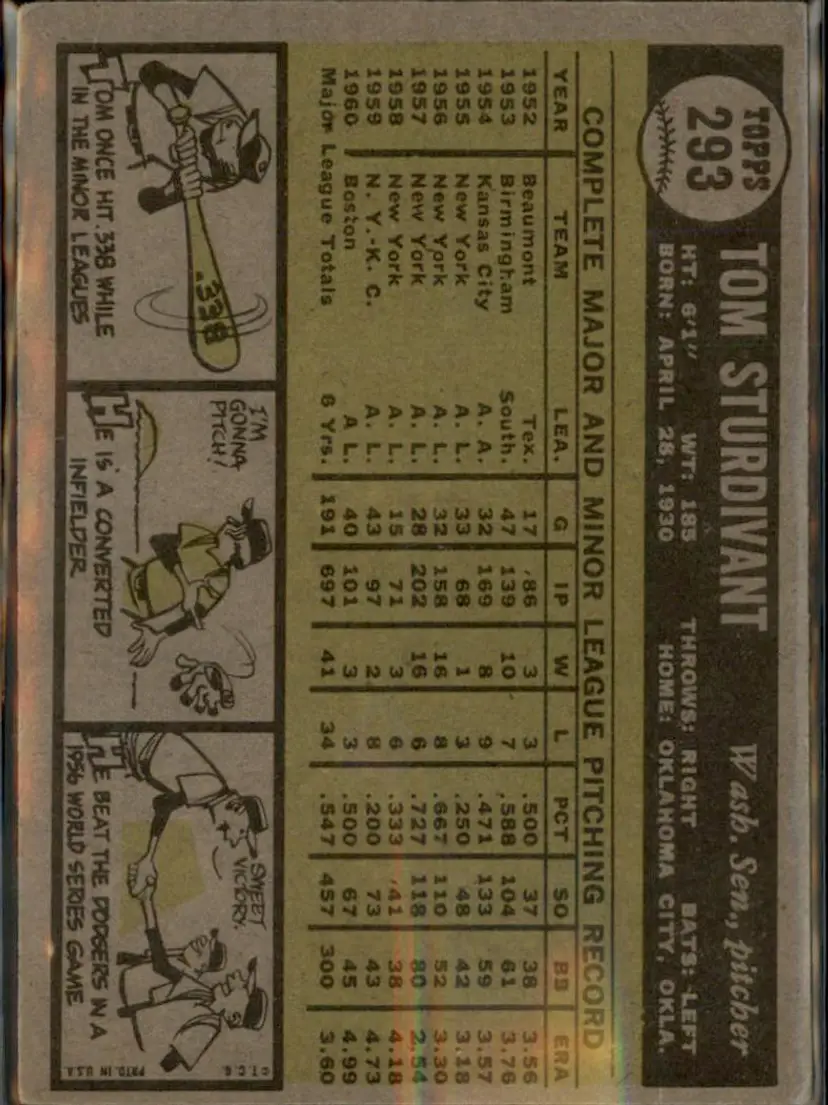 TOPPS
293
TOM STURDIVANT Wash. Sen., pitcher
HT: 6'1" WT: 185 THROWS: RIGHT BATS: LEFT
BORN: APRIL 28, 1930 HOME: OKLAHOMA CITY, OKLA.
COMPLETE MAJOR AND MINOR LEAGUE PITCHING RECORD
YEAR TEAM LEA. G IP W L PCT SO BB ERA
1952 Beaumont Tex. 17 86 3 3 .500 37 38 3.56
1953 Birmingham South. 47 139 10 7 .588 104 61 3.76
1954 Kansas City A. A. 32 169 8 9 .471 133 59 3.57
1955 New York A. L. 33 68 1 3 .250 48 42 3.18
1956 New York A. L. 32 158 16 8 .667 110 52 3.30
1957 New York A. L. 28 202 16 6 .727 118 80 2.54
1958 New York A. L. 15 71 3 6 .333 41 38 4.18
1959 N. Y.-K. C. A. L. 43 97 2 8 .200 73 43 4.73
1960 Boston A L. 40 101 3 3 .500 67 45 4.99
Major League Totals 6 Yrs. 191 697 41 34 .547 457 300 3.60
.338
TOM ONCE HIT .338 WHILE
IN THE MINOR LEAGUES
I'M
GONNA
PITCH!
HE IS A CONVERTED
INFIELDER
SWEET
VICTORY.
HE BEAT THE DODGERS IN A
1956 WORLD SERIES GAME
©T.C.G. PRTD. IN U.S.A.